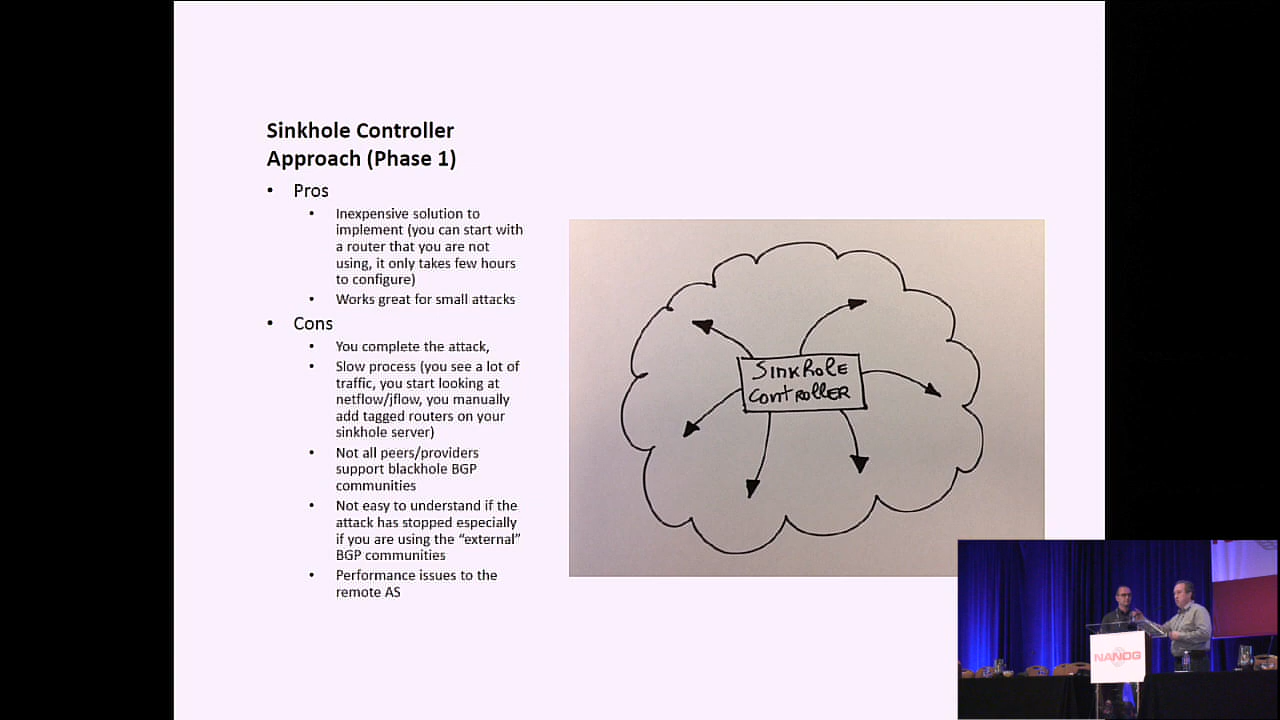 Sinkhole Controller
Approach (Phase 1)
• Pros
• Inexpensive solution to
implement (you can start with
a router that you are not
using, it only takes few hours
to configure)
• Works great for small attacks
• Cons
• You complete the attack,
• Slow process (you see a lot of
traffic, you start looking at
netflow/jflow, you manually
add tagged routers on your
sinkhole server)
• Not all peers/providers
support blackhole BGP
communities
• Not easy to understand if the
attack has stopped especially
if you are using the “external”
BGP communities
• Performance issues to the
remote AS
SinkhoLE
controLLER
NANOG